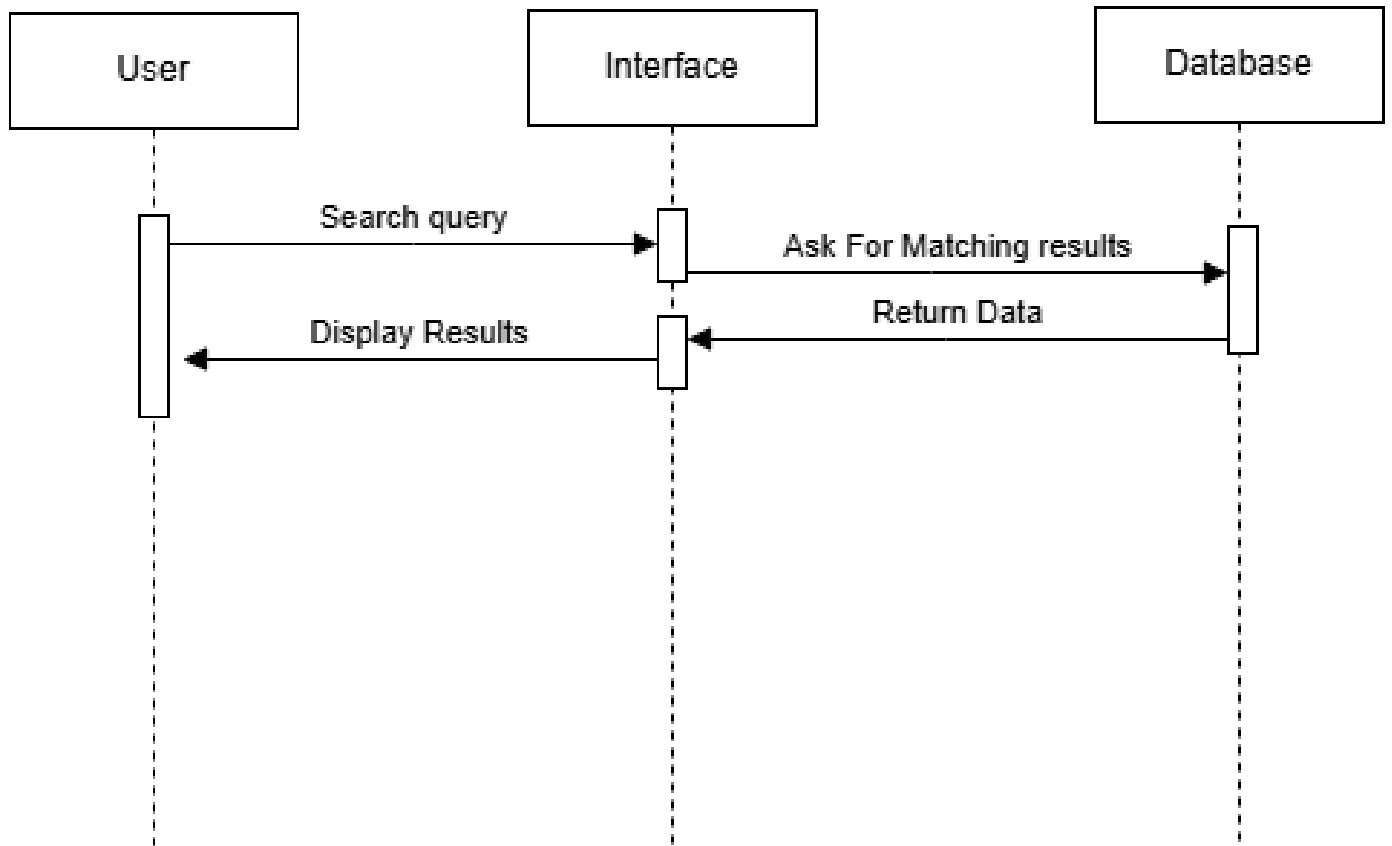 User
Interface
Database
Search query
Ask For Matching results
Return Data
Display Results